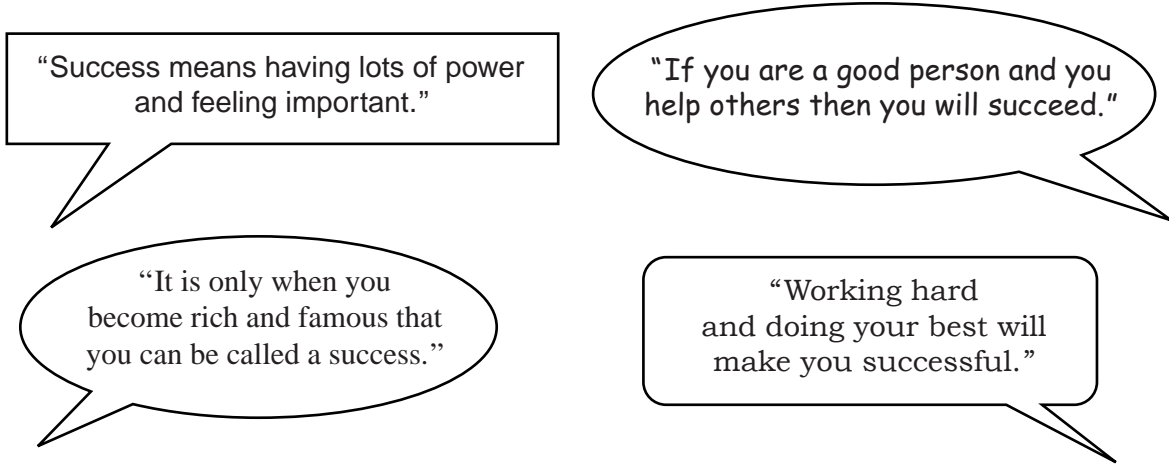 “Success means having lots of power
and feeling important.”
“If you are a good person and you
help others then you will succeed.”
“It is only when you
become rich and famous that
you can be called a success.”
“Working hard
and doing your best will
make you successful.”